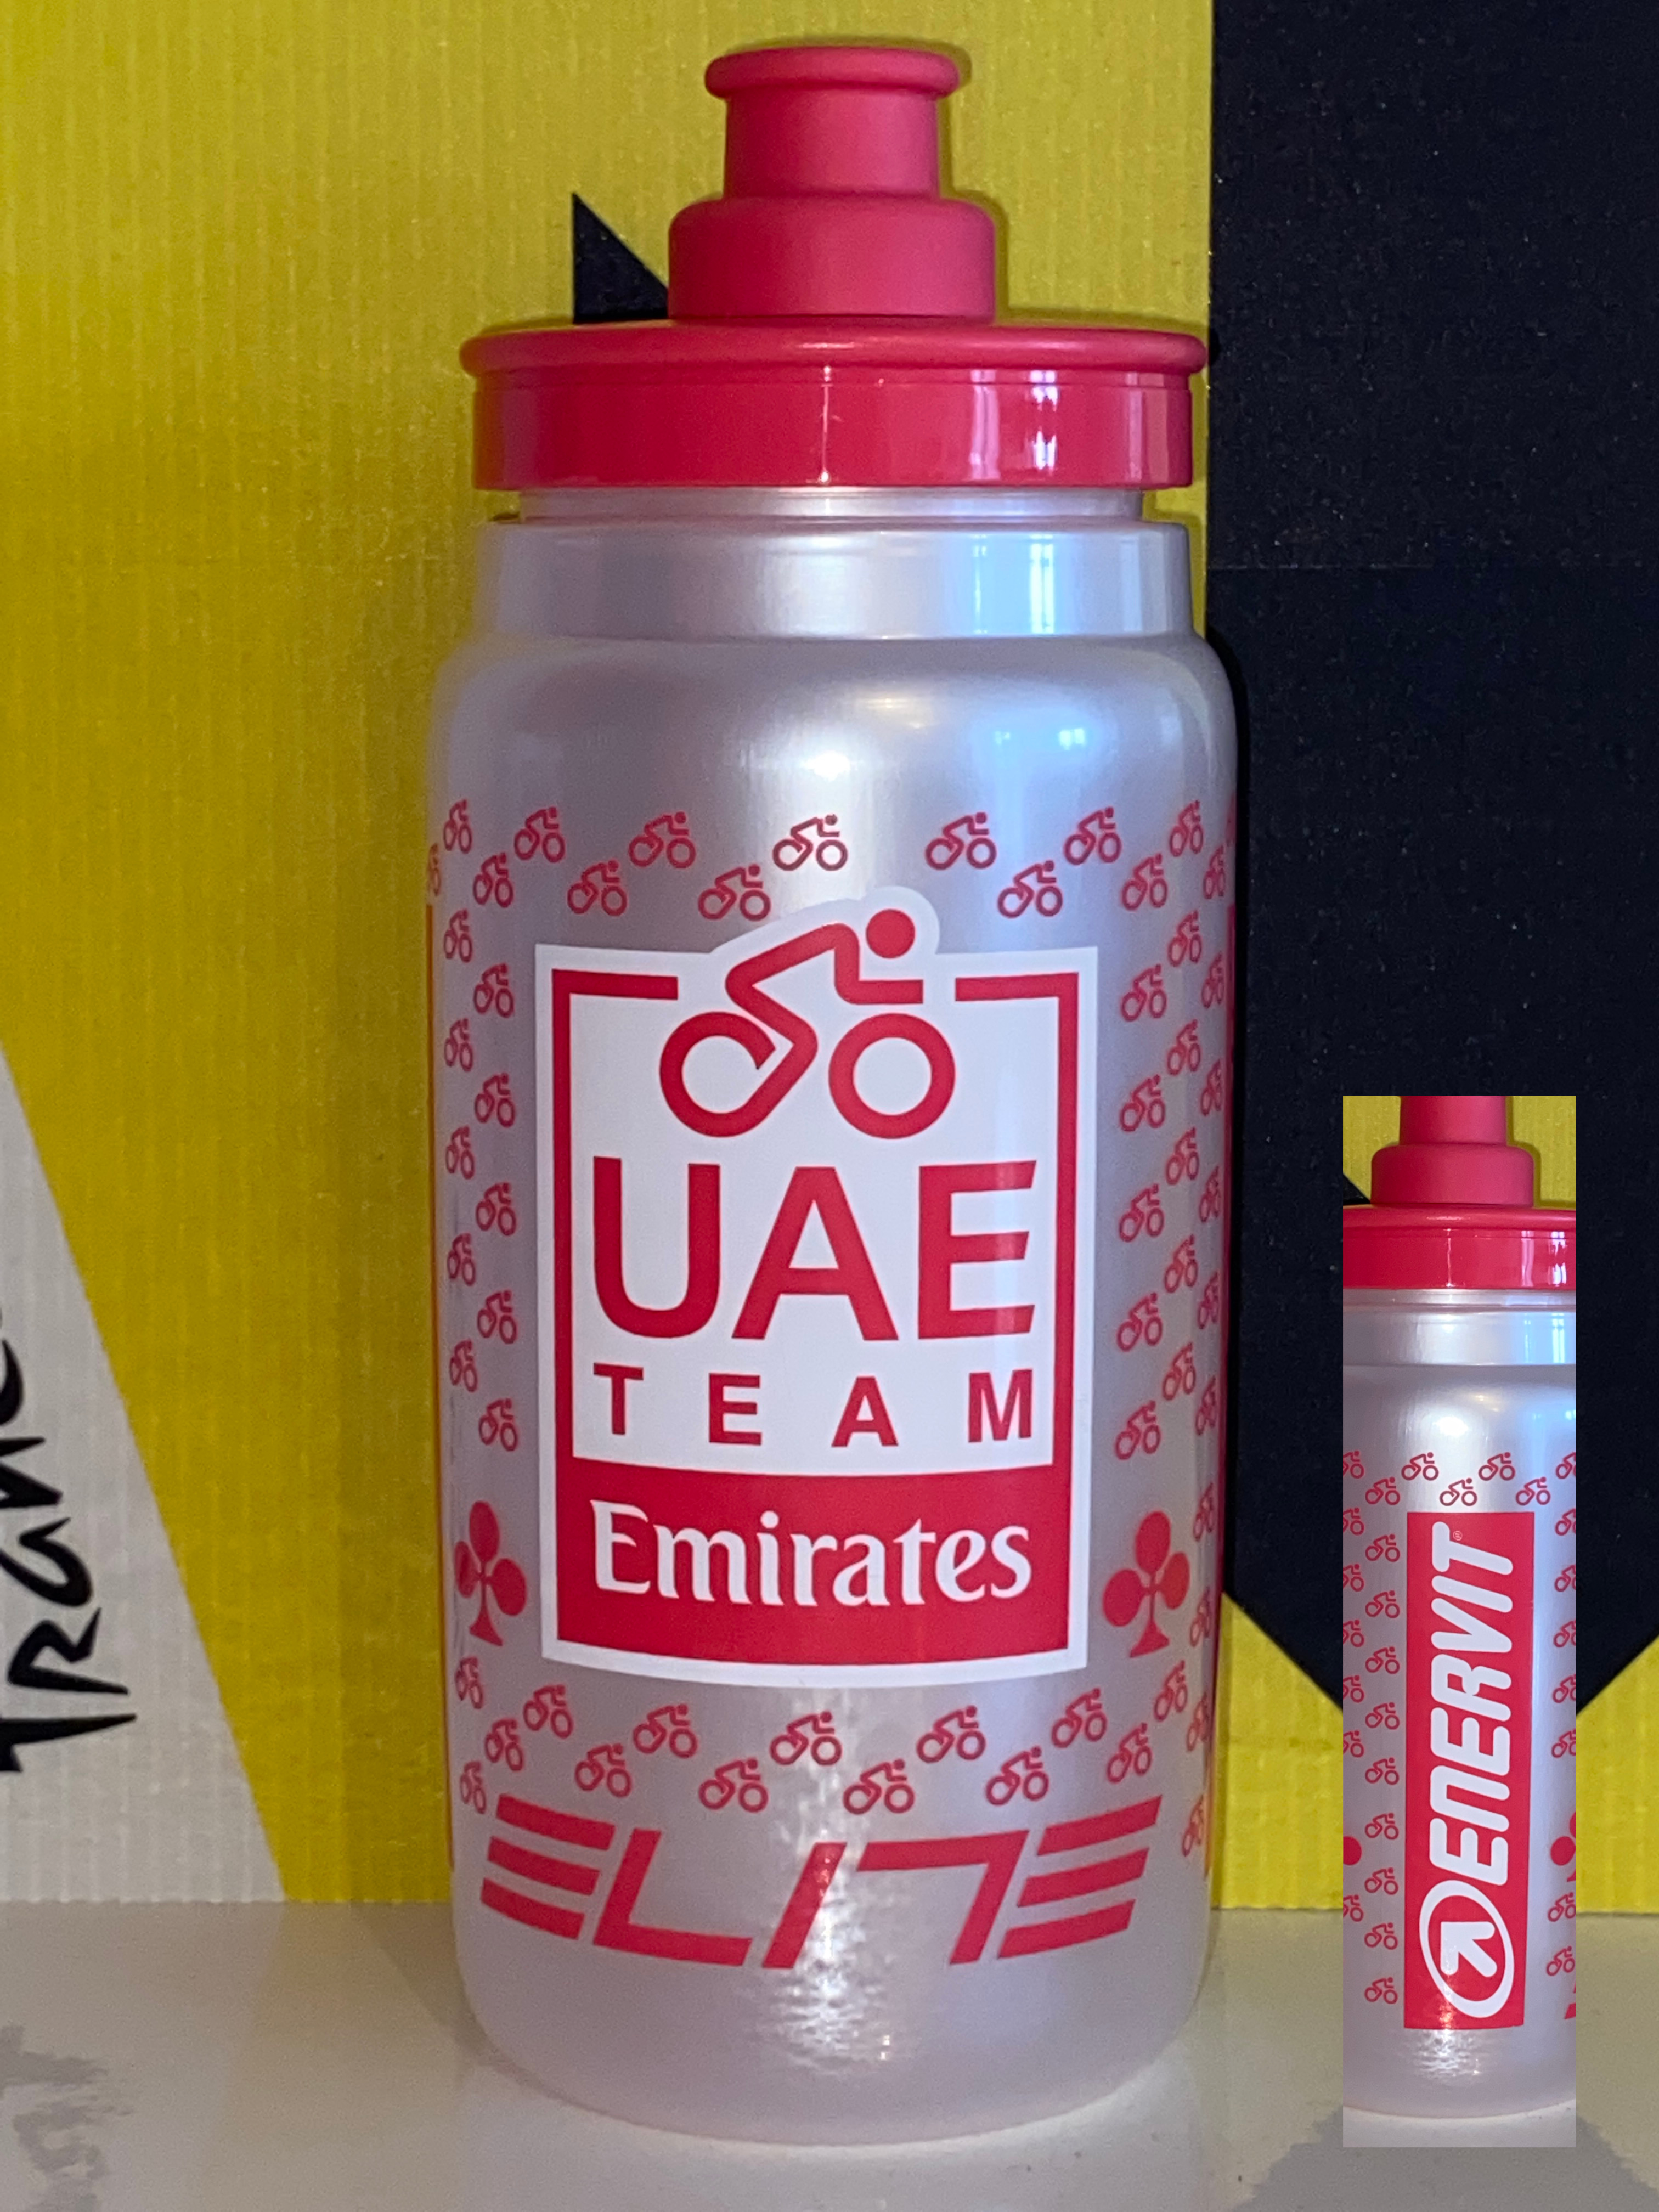 UAE
TEAM
Emirates
ELITE
ENERVIT